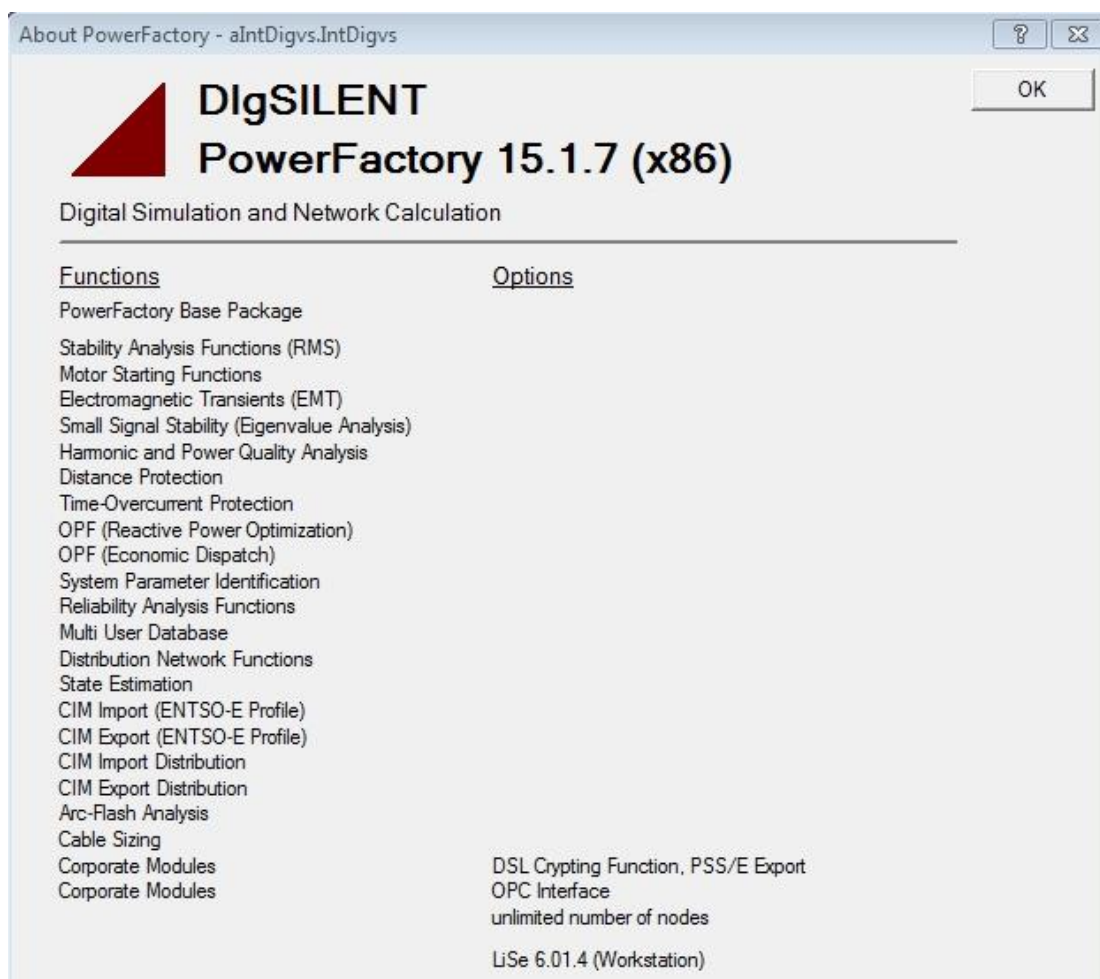 About PowerFactory - aIntDigvs.IntDigvs
OK
DIgSILENT
PowerFactory 15.1.7 (x86)
Digital Simulation and Network Calculation
Functions Options
PowerFactory Base Package
Stability Analysis Functions (RMS)
Motor Starting Functions
Electromagnetic Transients (EMT)
Small Signal Stability (Eigenvalue Analysis)
Harmonic and Power Quality Analysis
Distance Protection
Time-Overcurrent Protection
OPF (Reactive Power Optimization)
OPF (Economic Dispatch)
System Parameter Identification
Reliability Analysis Functions
Multi User Database
Distribution Network Functions
State Estimation
CIM Import (ENTSO-E Profile)
CIM Export (ENTSO-E Profile)
CIM Import Distribution
CIM Export Distribution
Arc-Flash Analysis
Cable Sizing
Corporate Modules DSL Crypting Function, PSS/E Export
Corporate Modules OPC Interface
unlimited number of nodes
LiSe 6.01.4 (Workstation)